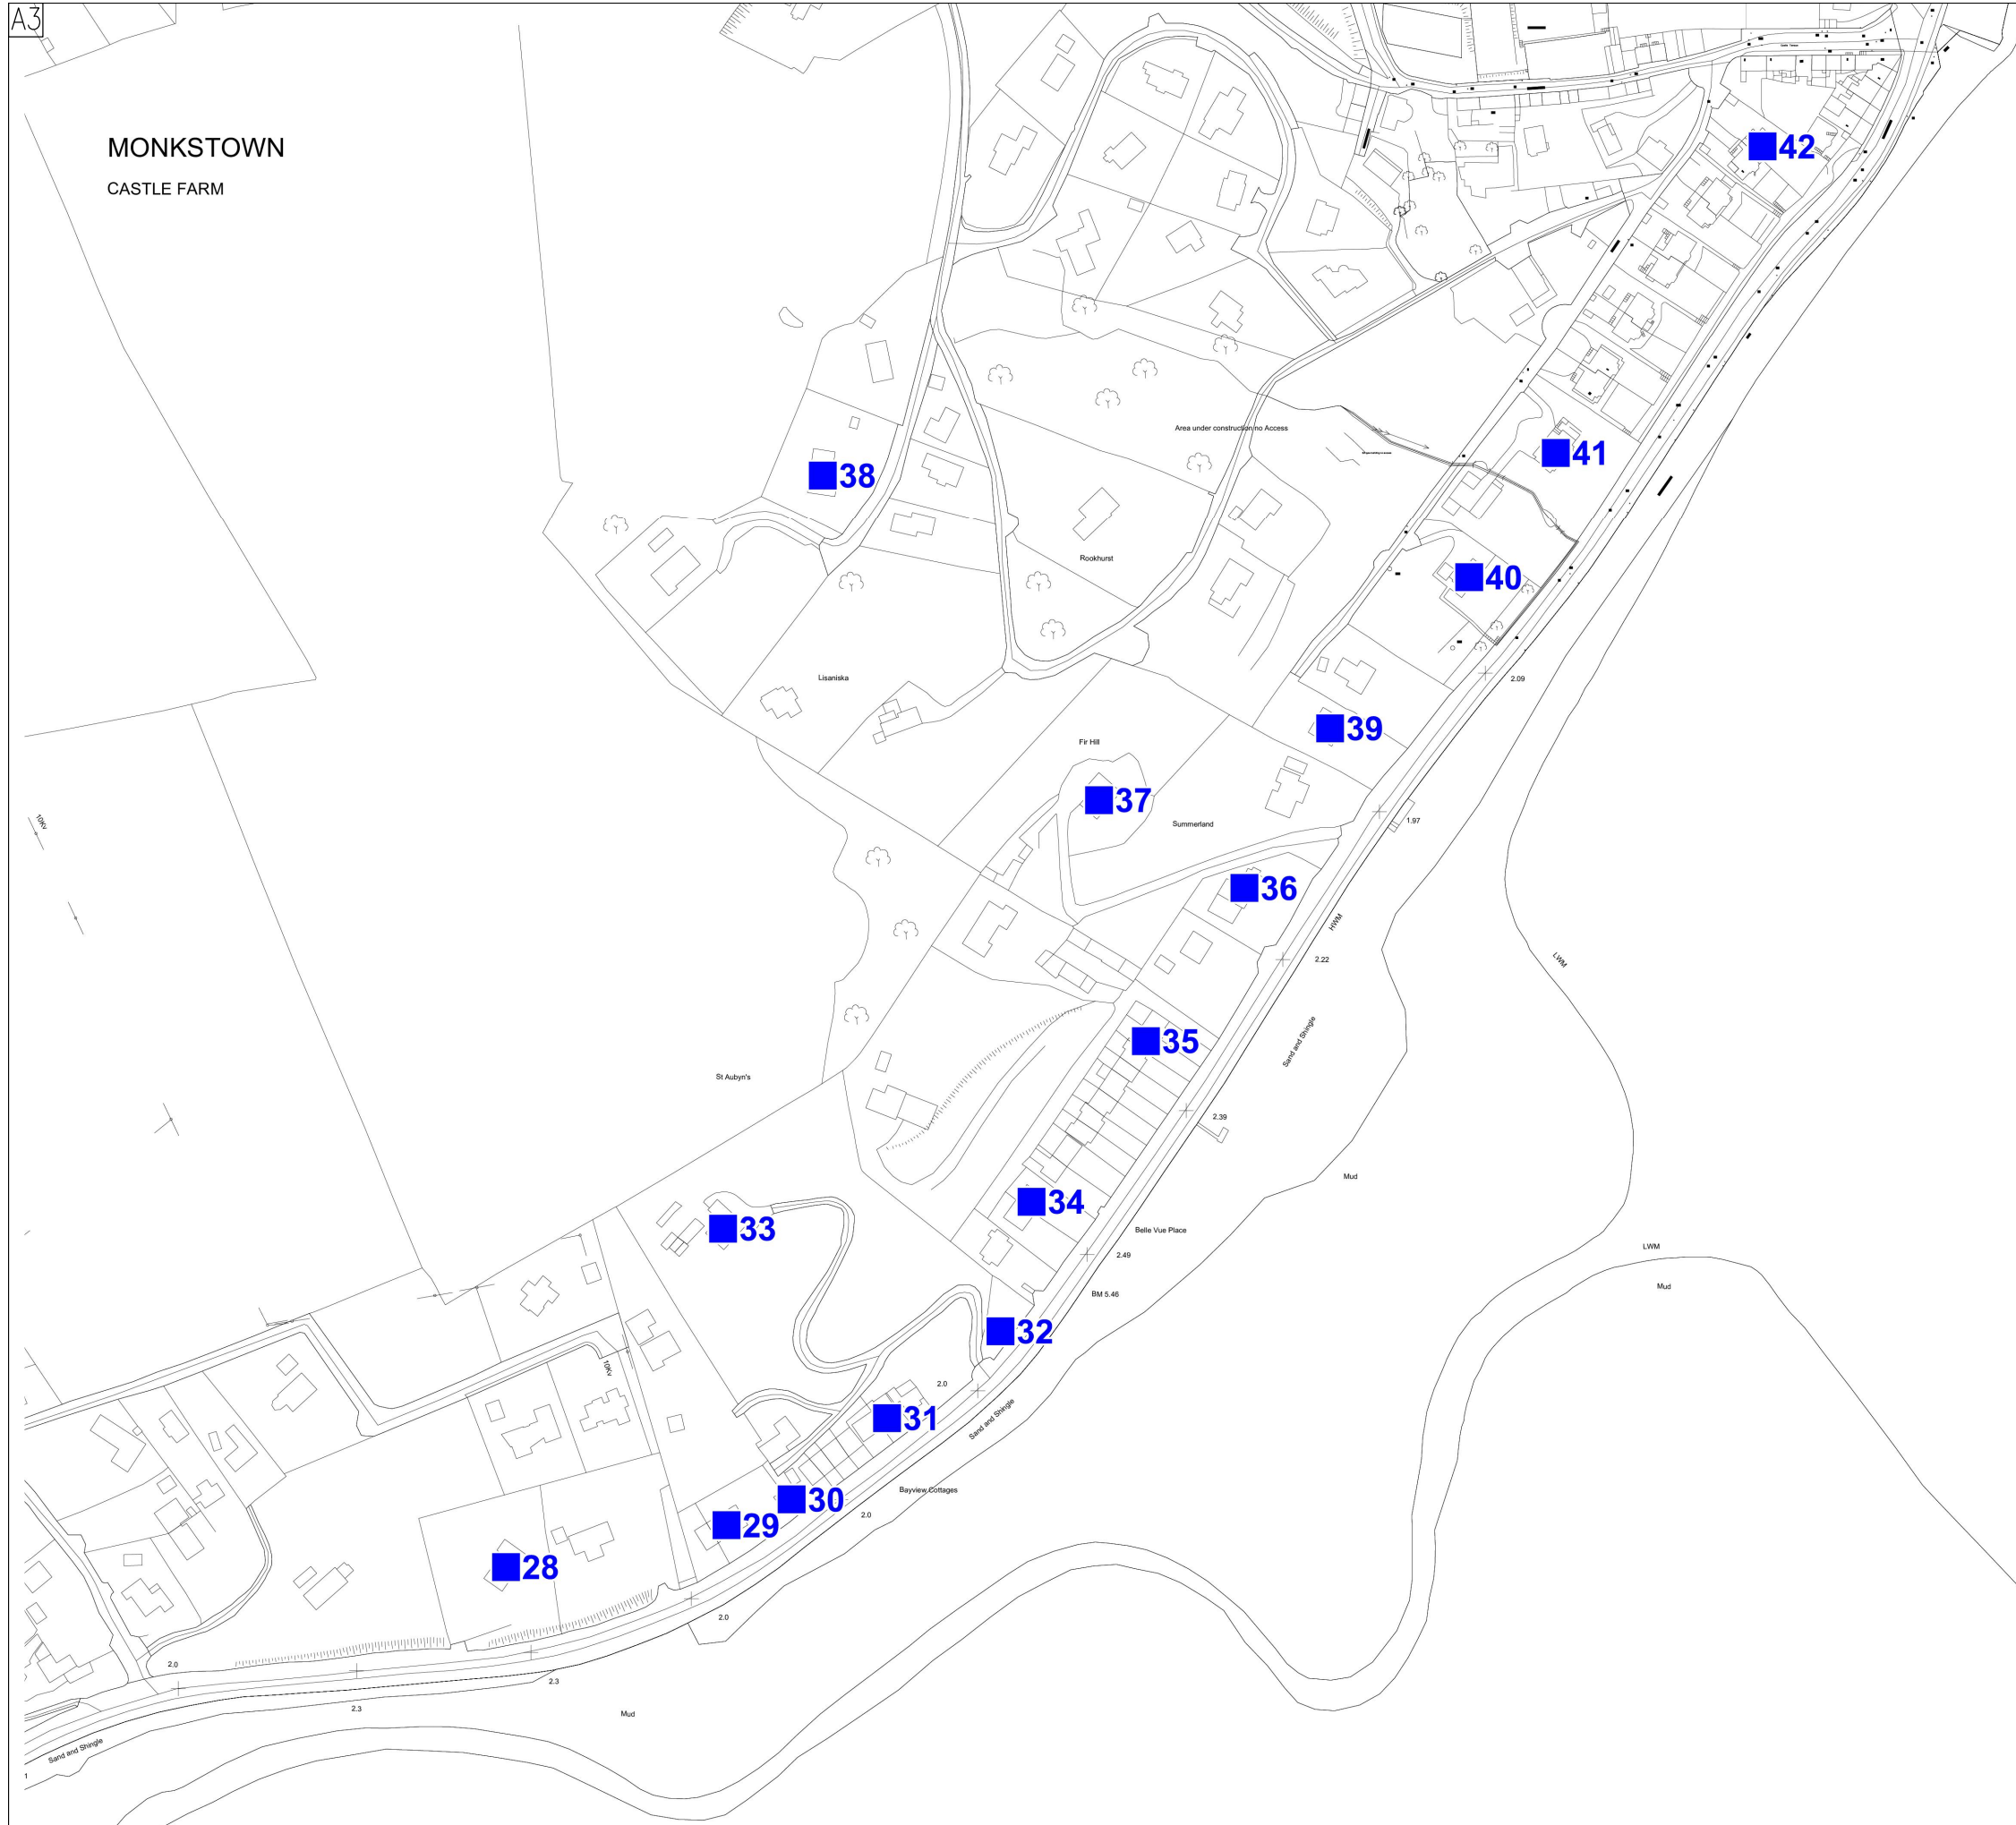 A3
MONKSTOWN
42
CASTLE FARM
Area under construction no Access
41
38
Rookhurst
40
Lisaniska
2.09
39
Fir Hill
37
10Kv
Summerland
1.97
36
HWM
2.22
LWM
35
Sand and Shingle
St Aubyn's
2.39
Mud
34
33
Belle Vue Place
2.49
LWM
Mud
BM 5.46
32
10Kv
2.0
31
Sand and Shingle
Bayview Cottages
30
2.0
29
28
2.0
2.0
2.3
2.3
Mud
Sand and Shingle
1